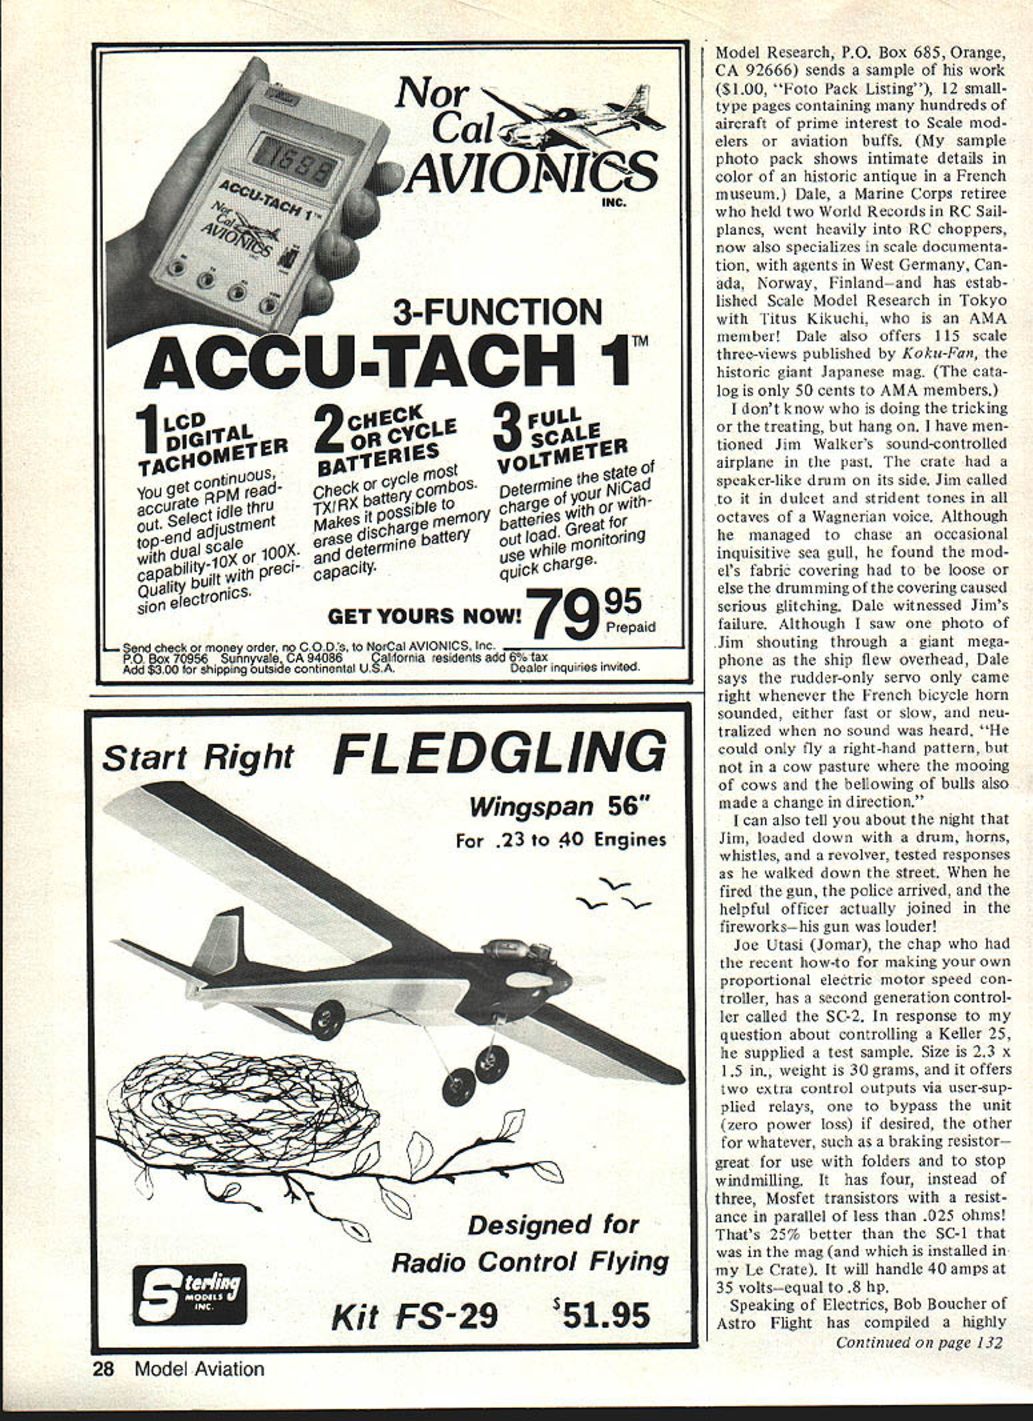 Nor
Cal
AVIONICS
INC.
1888
ACCU-TACH 1™
Nor
Cal
AVIONICS
3-FUNCTION
ACCU-TACH 1™
1 LCD
DIGITAL
TACHOMETER
You get continuous,
accurate RPM read-
out. Select idle thru
top-end adjustment
with dual scale
capability-10X or 100X.
Quality built with preci-
sion electronics.
2 CHECK
OR CYCLE
BATTERIES
Check or cycle most
TX/RX battery combos.
Makes it possible to
erase discharge memory
and determine battery
capacity.
3 FULL
SCALE
VOLTMETER
Determine the state of
charge of your NiCad
batteries with or with-
out load. Great for
use while monitoring
quick charge.
GET YOURS NOW! 79 95
Prepaid
Send check or money order, no C.O.D.'s, to NorCal AVIONICS, Inc.
P.O. Box 70956 Sunnyvale, CA 94086 California residents add 6% tax
Add $3.00 for shipping outside continental U.S.A. Dealer inquiries invited.
Start Right FLEDGLING
Wingspan 56"
For .23 to .40 Engines
Designed for
Radio Control Flying
Sterling
MODELS
INC.
Kit FS-29 $51.95
28 Model Aviation
Model Research, P.O. Box 685, Orange,
CA 92666) sends a sample of his work
($1.00, “Foto Pack Listing”), 12 small-
type pages containing many hundreds of
aircraft of prime interest to Scale mod-
elers or aviation buffs. (My sample
photo pack shows intimate details in
color of an historic antique in a French
museum.) Dale, a Marine Corps retiree
who held two World Records in RC Sail-
planes, went heavily into RC choppers,
now also specializes in scale documenta-
tion, with agents in West Germany, Can-
ada, Norway, Finland—and has estab-
lished Scale Model Research in Tokyo
with Titus Kikuchi, who is an AMA
member! Dale also offers 115 scale
three-views published by Koku-Fan, the
historic giant Japanese mag. (The cata-
log is only 50 cents to AMA members.)
I don't know who is doing the tricking
or the treating, but hang on. I have men-
tioned Jim Walker's sound-controlled
airplane in the past. The crate had a
speaker-like drum on its side. Jim called
to it in dulcet and strident tones in all
octaves of a Wagnerian voice. Although
he managed to chase an occasional
inquisitive sea gull, he found the mod-
el's fabric covering had to be loose or
else the drumming of the covering caused
serious glitching. Dale witnessed Jim's
failure. Although I saw one photo of
Jim shouting through a giant mega-
phone as the ship flew overhead, Dale
says the rudder-only servo only came
right whenever the French bicycle horn
sounded, either fast or slow, and neu-
tralized when no sound was heard. “He
could only fly a right-hand pattern, but
not in a cow pasture where the mooing
of cows and the bellowing of bulls also
made a change in direction.”
I can also tell you about the night that
Jim, loaded down with a drum, horns,
whistles, and a revolver, tested responses
as he walked down the street. When he
fired the gun, the police arrived, and the
helpful officer actually joined in the
fireworks—his gun was louder!
Joe Utasi (Jomar), the chap who had
the recent how-to for making your own
proportional electric motor speed con-
troller, has a second generation control-
ler called the SC-2. In response to my
question about controlling a Keller 25,
he supplied a test sample. Size is 2.3 x
1.5 in., weight is 30 grams, and it offers
two extra control outputs via user-sup-
plied relays, one to bypass the unit
(zero power loss) if desired, the other
for whatever, such as a braking resistor—
great for use with folders and to stop
windmilling. It has four, instead of
three, Mosfet transistors with a resist-
ance in parallel of less than .025 ohms!
That's 25% better than the SC-1 that
was in the mag (and which is installed in
my Le Crate). It will handle 40 amps at
35 volts—equal to .8 hp.
Speaking of Electrics, Bob Boucher of
Astro Flight has compiled a highly
Continued on page 132